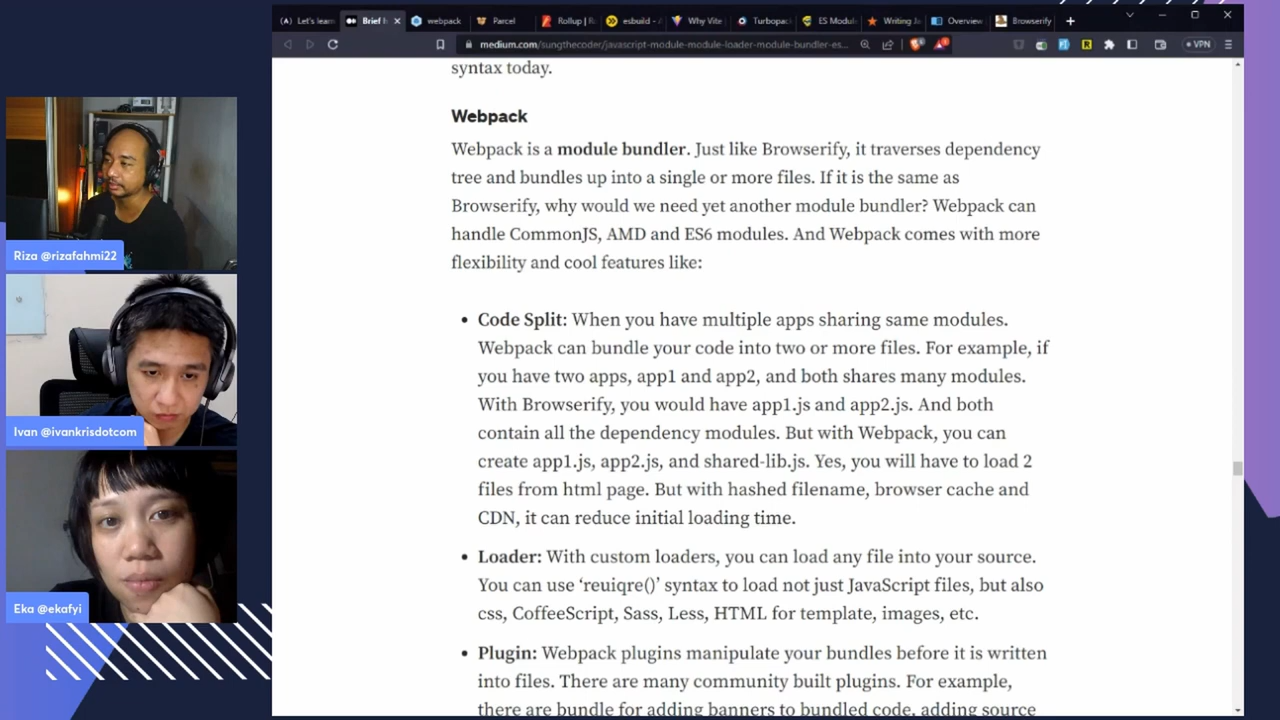 Let's learn
Brief h
webpack
Parcel
Rollup | R
esbuild - A
Why Vite
Turbopac
ES Modul
Writing Ja
Overview
Browserify
medium.com/sungthecoder/javascript-module-module-loader-module-bundler-es...
VPN
syntax today.
Webpack
Webpack is a module bundler. Just like Browserify, it traverses dependency
tree and bundles up into a single or more files. If it is the same as
Browserify, why would we need yet another module bundler? Webpack can
handle CommonJS, AMD and ES6 modules. And Webpack comes with more
flexibility and cool features like:
• Code Split: When you have multiple apps sharing same modules.
Webpack can bundle your code into two or more files. For example, if
you have two apps, app1 and app2, and both shares many modules.
With Browserify, you would have app1.js and app2.js. And both
contain all the dependency modules. But with Webpack, you can
create app1.js, app2.js, and shared-lib.js. Yes, you will have to load 2
files from html page. But with hashed filename, browser cache and
CDN, it can reduce initial loading time.
• Loader: With custom loaders, you can load any file into your source.
You can use ‘reuiqre()’ syntax to load not just JavaScript files, but also
css, CoffeeScript, Sass, Less, HTML for template, images, etc.
• Plugin: Webpack plugins manipulate your bundles before it is written
into files. There are many community built plugins. For example,
there are bundle for adding banners to bundled code, adding source
Riza @rizafahmi22
Ivan @ivankrisdotcom
Eka @ekafyi